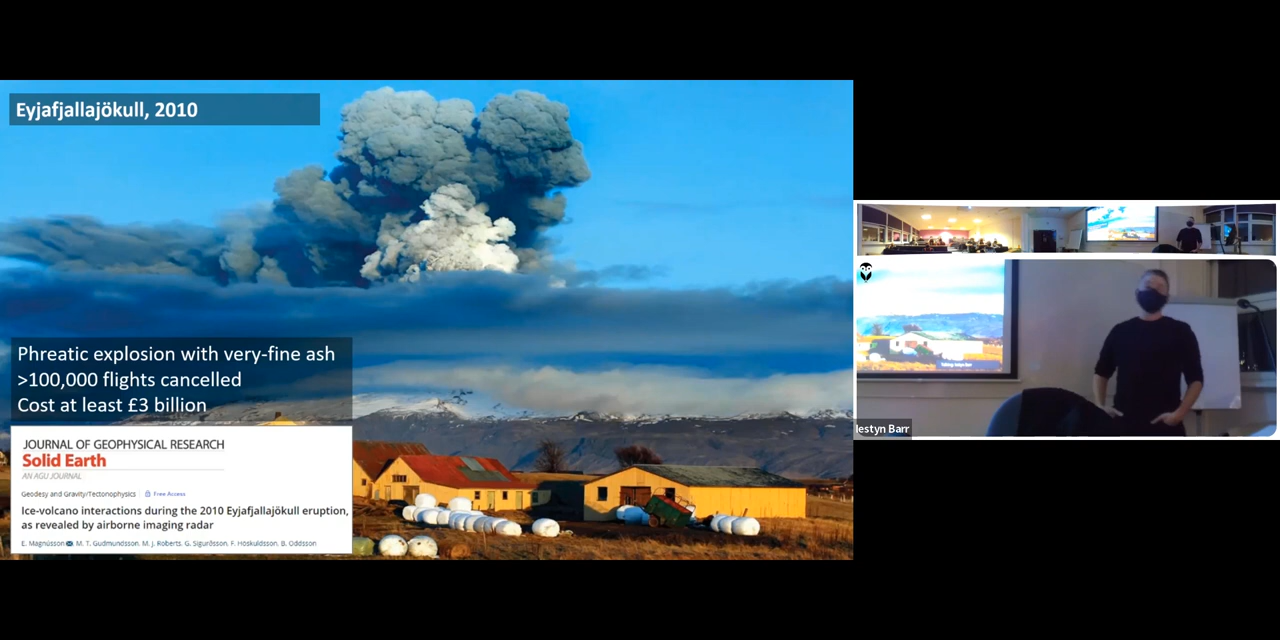 Eyjafjallajökull, 2010
Phreatic explosion with very-fine ash
>100,000 flights cancelled
Cost at least £3 billion
JOURNAL OF GEOPHYSICAL RESEARCH
Solid Earth
AN AGU JOURNAL
Geodesy and Gravity/Tectonophysics
Free Access
Ice-volcano interactions during the 2010 Eyjafjallajökull eruption,
as revealed by airborne imaging radar
E. Magnússon M. T. Gudmundsson, M. J. Roberts, G. Sigurðsson, F. Höskuldsson, B. Oddsson
Iestyn Barr